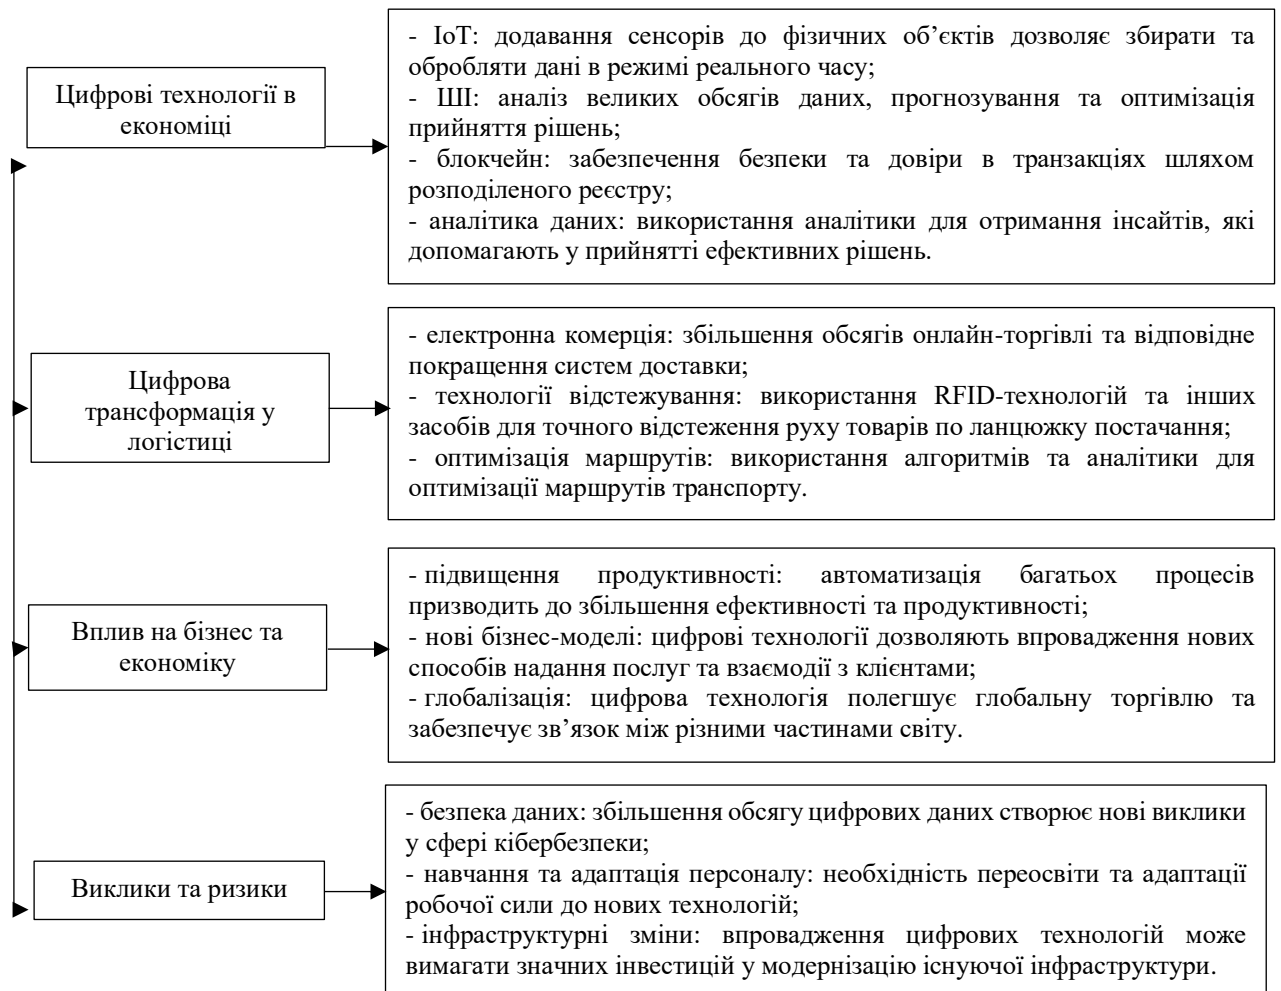 Цифрові технології в
економіці
- IoT: додавання сенсорів до фізичних об’єктів дозволяє збирати та
обробляти дані в режимі реального часу;
- ШІ: аналіз великих обсягів даних, прогнозування та оптимізація
прийняття рішень;
- блокчейн: забезпечення безпеки та довіри в транзакціях шляхом
розподіленого реєстру;
- аналітика даних: використання аналітики для отримання інсайтів, які
допомагають у прийнятті ефективних рішень.
Цифрова
трансформація у
логістиці
- електронна комерція: збільшення обсягів онлайн-торгівлі та відповідне
покращення систем доставки;
- технології відстежування: використання RFID-технологій та інших
засобів для точного відстеження руху товарів по ланцюжку постачання;
- оптимізація маршрутів: використання алгоритмів та аналітики для
оптимізації маршрутів транспорту.
Вплив на бізнес та
економіку
- підвищення продуктивності: автоматизація багатьох процесів
призводить до збільшення ефективності та продуктивності;
- нові бізнес-моделі: цифрові технології дозволяють впровадження нових
способів надання послуг та взаємодії з клієнтами;
- глобалізація: цифрова технологія полегшує глобальну торгівлю та
забезпечує зв’язок між різними частинами світу.
Виклики та ризики
- безпека даних: збільшення обсягу цифрових даних створює нові виклики
у сфері кібербезпеки;
- навчання та адаптація персоналу: необхідність переосвіти та адаптації
робочої сили до нових технологій;
- інфраструктурні зміни: впровадження цифрових технологій може
вимагати значних інвестицій у модернізацію існуючої інфраструктури.